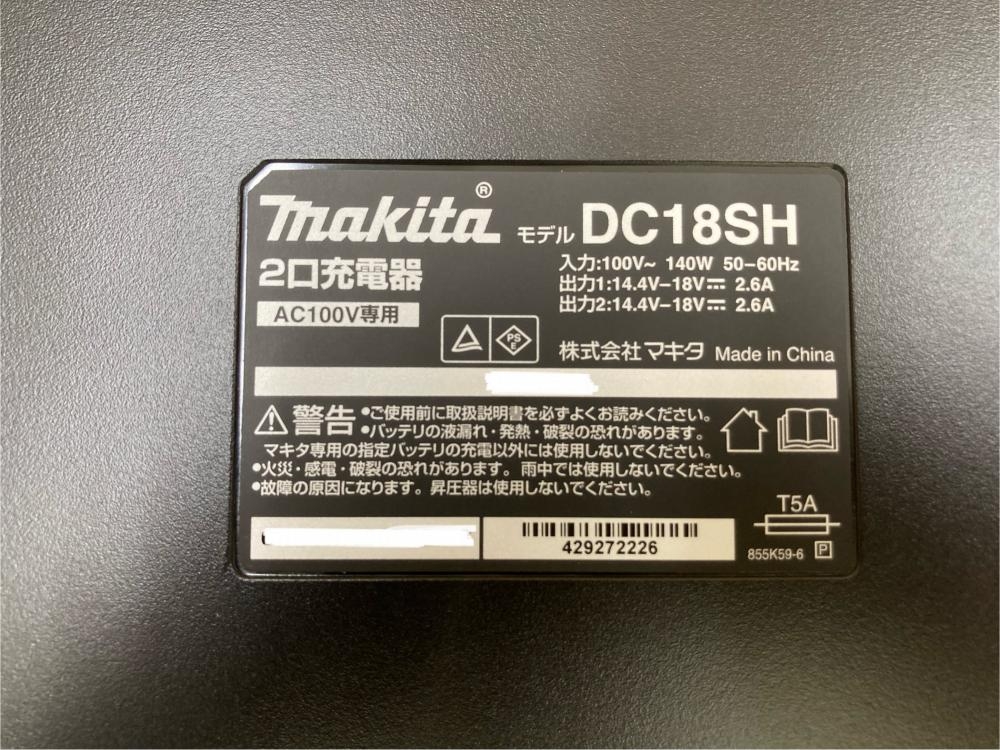 makita®
モデル DC18SH
2口充電器
入力:100V~ 140W 50-60Hz
出力1:14.4V-18V⎓ 2.6A
出力2:14.4V-18V⎓ 2.6A
AC100V専用
PS
E
株式会社マキタ Made in China
⚠警告 •ご使用前に取扱説明書を必ずよくお読みください。
•バッテリの液漏れ・発熱・破裂の恐れがあります。
マキタ専用の指定バッテリの充電以外には使用しないでください。
•火災・感電・破裂の恐れがあります。雨中では使用しないでください。
•故障の原因になります。昇圧器は使用しないでください。
T5A
429272226
855K59-6 P